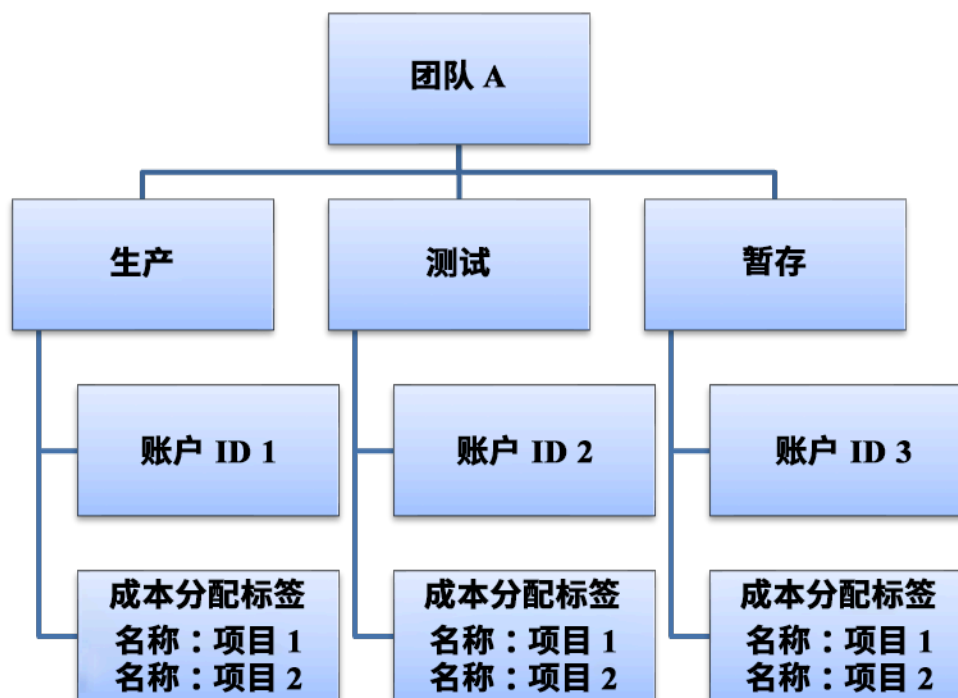 团队 A
生产
测试
暂存
账户 ID 1
账户 ID 2
账户 ID 3
成本分配标签
名称：项目 1
名称：项目 2
成本分配标签
名称：项目 1
名称：项目 2
成本分配标签
名称：项目 1
名称：项目 2